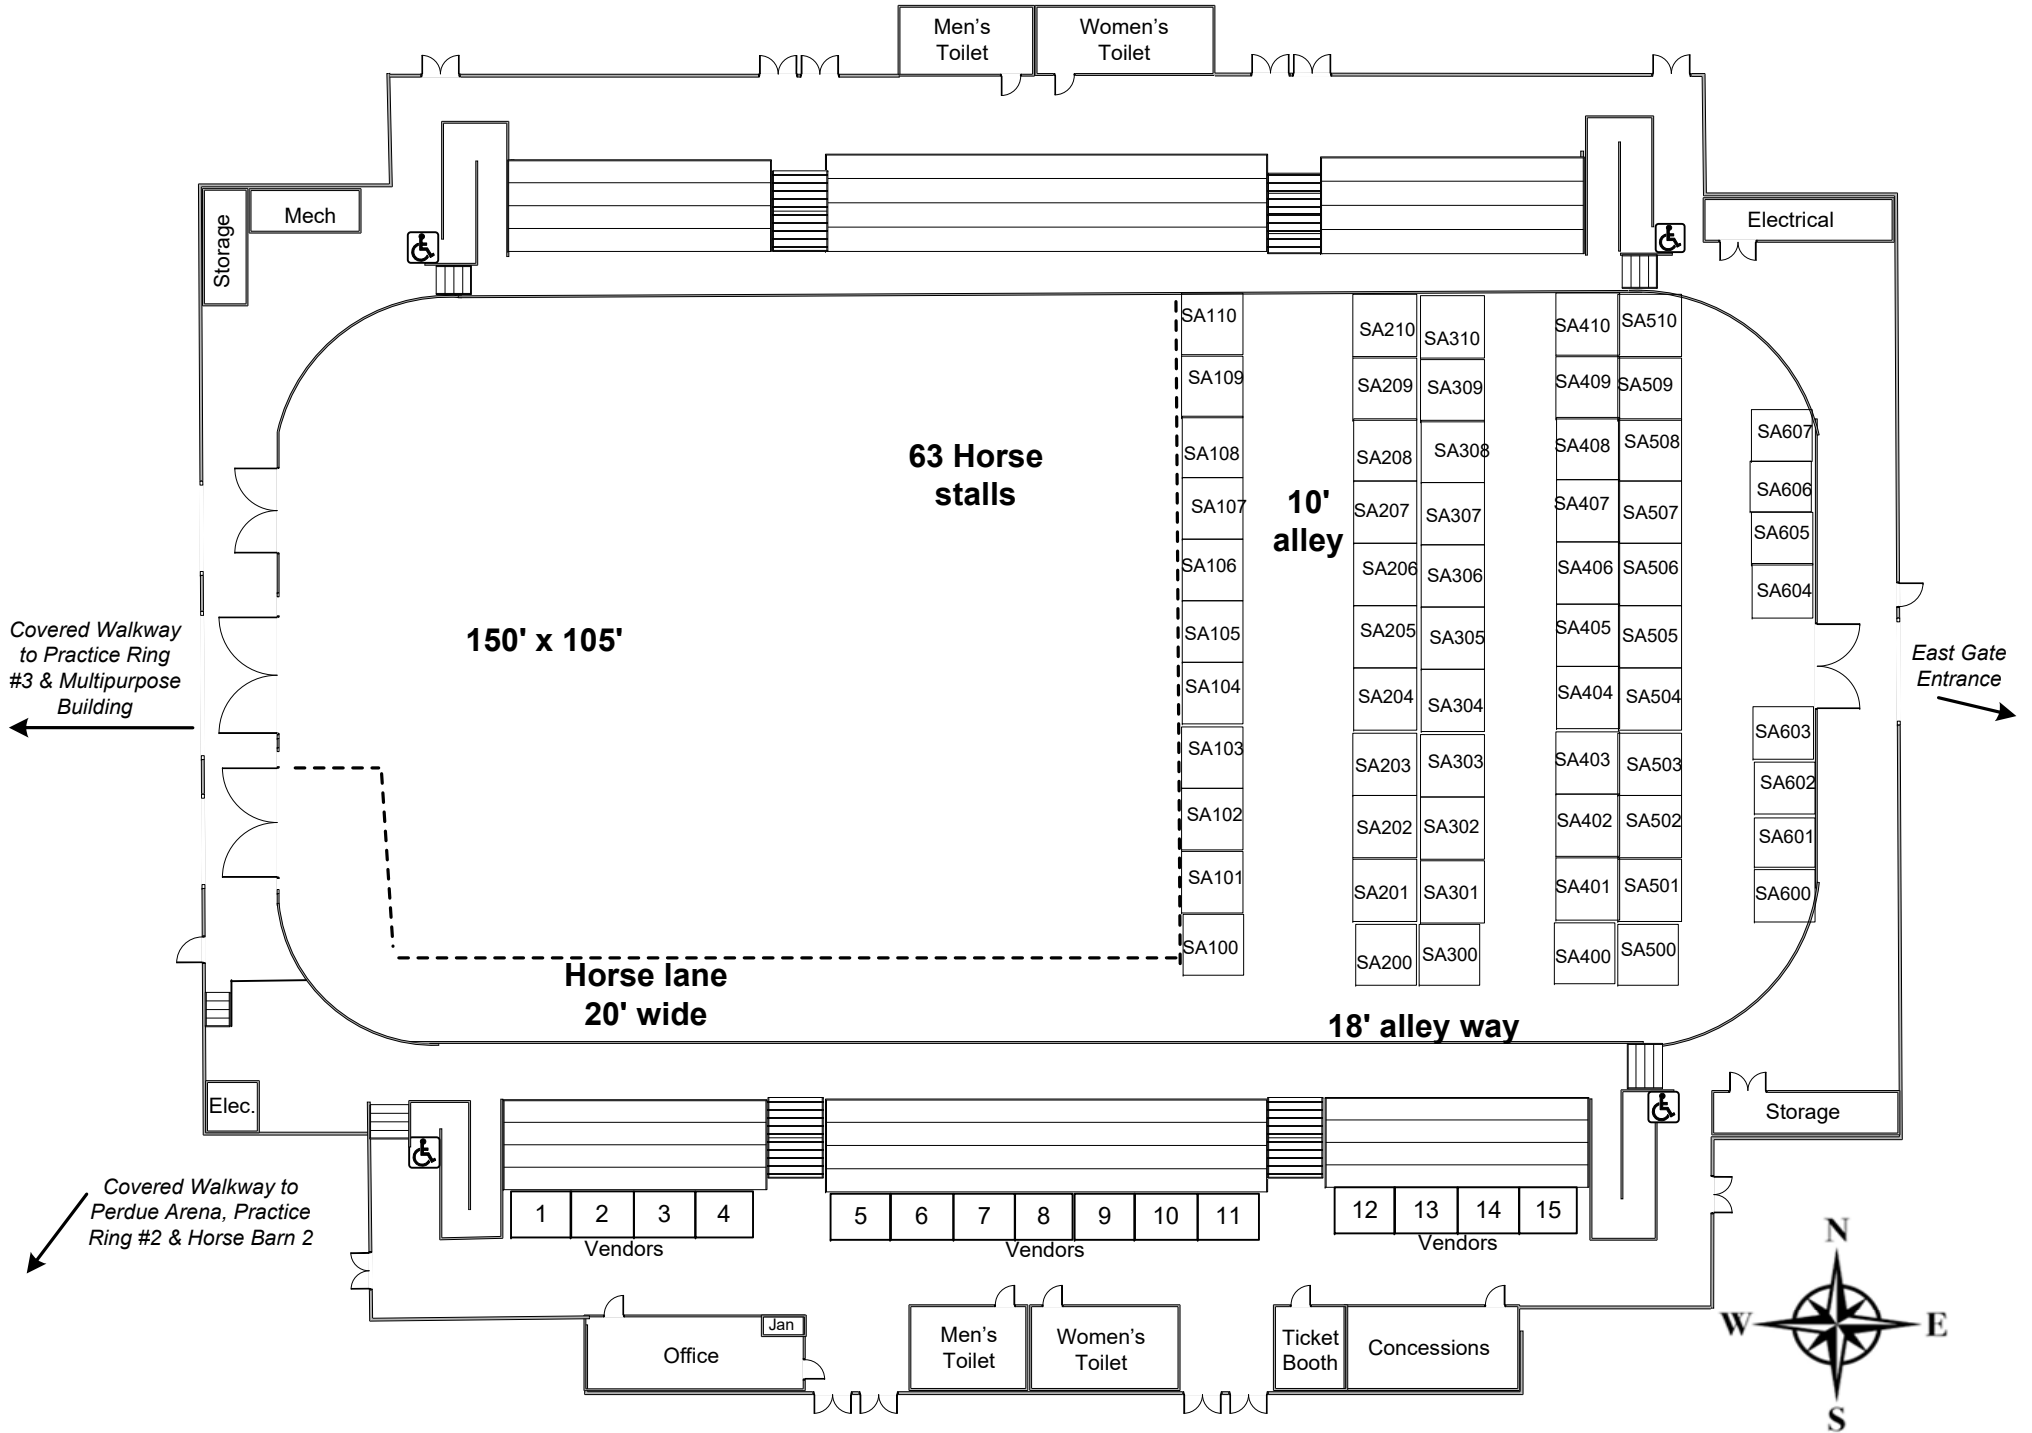 Men's
Toilet
Women's
Toilet
Storage
Mech
Electrical
63 Horse
stalls
10'
alley
150' x 105'
Covered Walkway
to Practice Ring
#3 & Multipurpose
Building
East Gate
Entrance
SA110
SA109
SA108
SA107
SA106
SA105
SA104
SA103
SA102
SA101
SA100
SA210
SA209
SA208
SA207
SA206
SA205
SA204
SA203
SA202
SA201
SA200
SA310
SA309
SA308
SA307
SA306
SA305
SA304
SA303
SA302
SA301
SA300
SA410
SA409
SA408
SA407
SA406
SA405
SA404
SA403
SA402
SA401
SA400
SA510
SA509
SA508
SA507
SA506
SA505
SA504
SA503
SA502
SA501
SA500
SA607
SA606
SA605
SA604
SA603
SA602
SA601
SA600
Horse lane
20' wide
18' alley way
Elec.
Storage
Covered Walkway to
Perdue Arena, Practice
Ring #2 & Horse Barn 2
1 2 3 4
Vendors
5 6 7 8 9 10 11
Vendors
12 13 14 15
Vendors
Jan
Office
Men's
Toilet
Women's
Toilet
Ticket
Booth
Concessions
N
W E
S